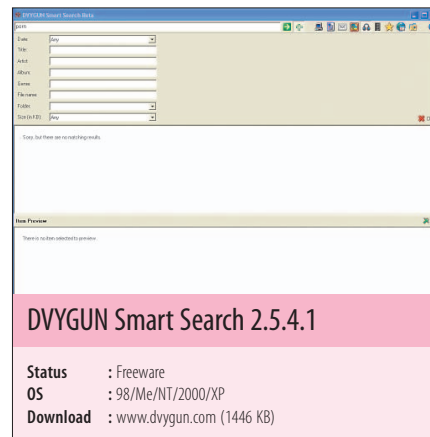 DVYGUN Smart Search Beta
Date: Any
Title:
Artist:
Album:
Genre:
File name:
Folder:
Size (in KB): Any
Sorry, but there are no matching results.
Item Preview
There is no item selected to preview.
DVYGUN Smart Search 2.5.4.1
Status : Freeware
OS : 98/Me/NT/2000/XP
Download : www.dvygun.com (1446 KB)